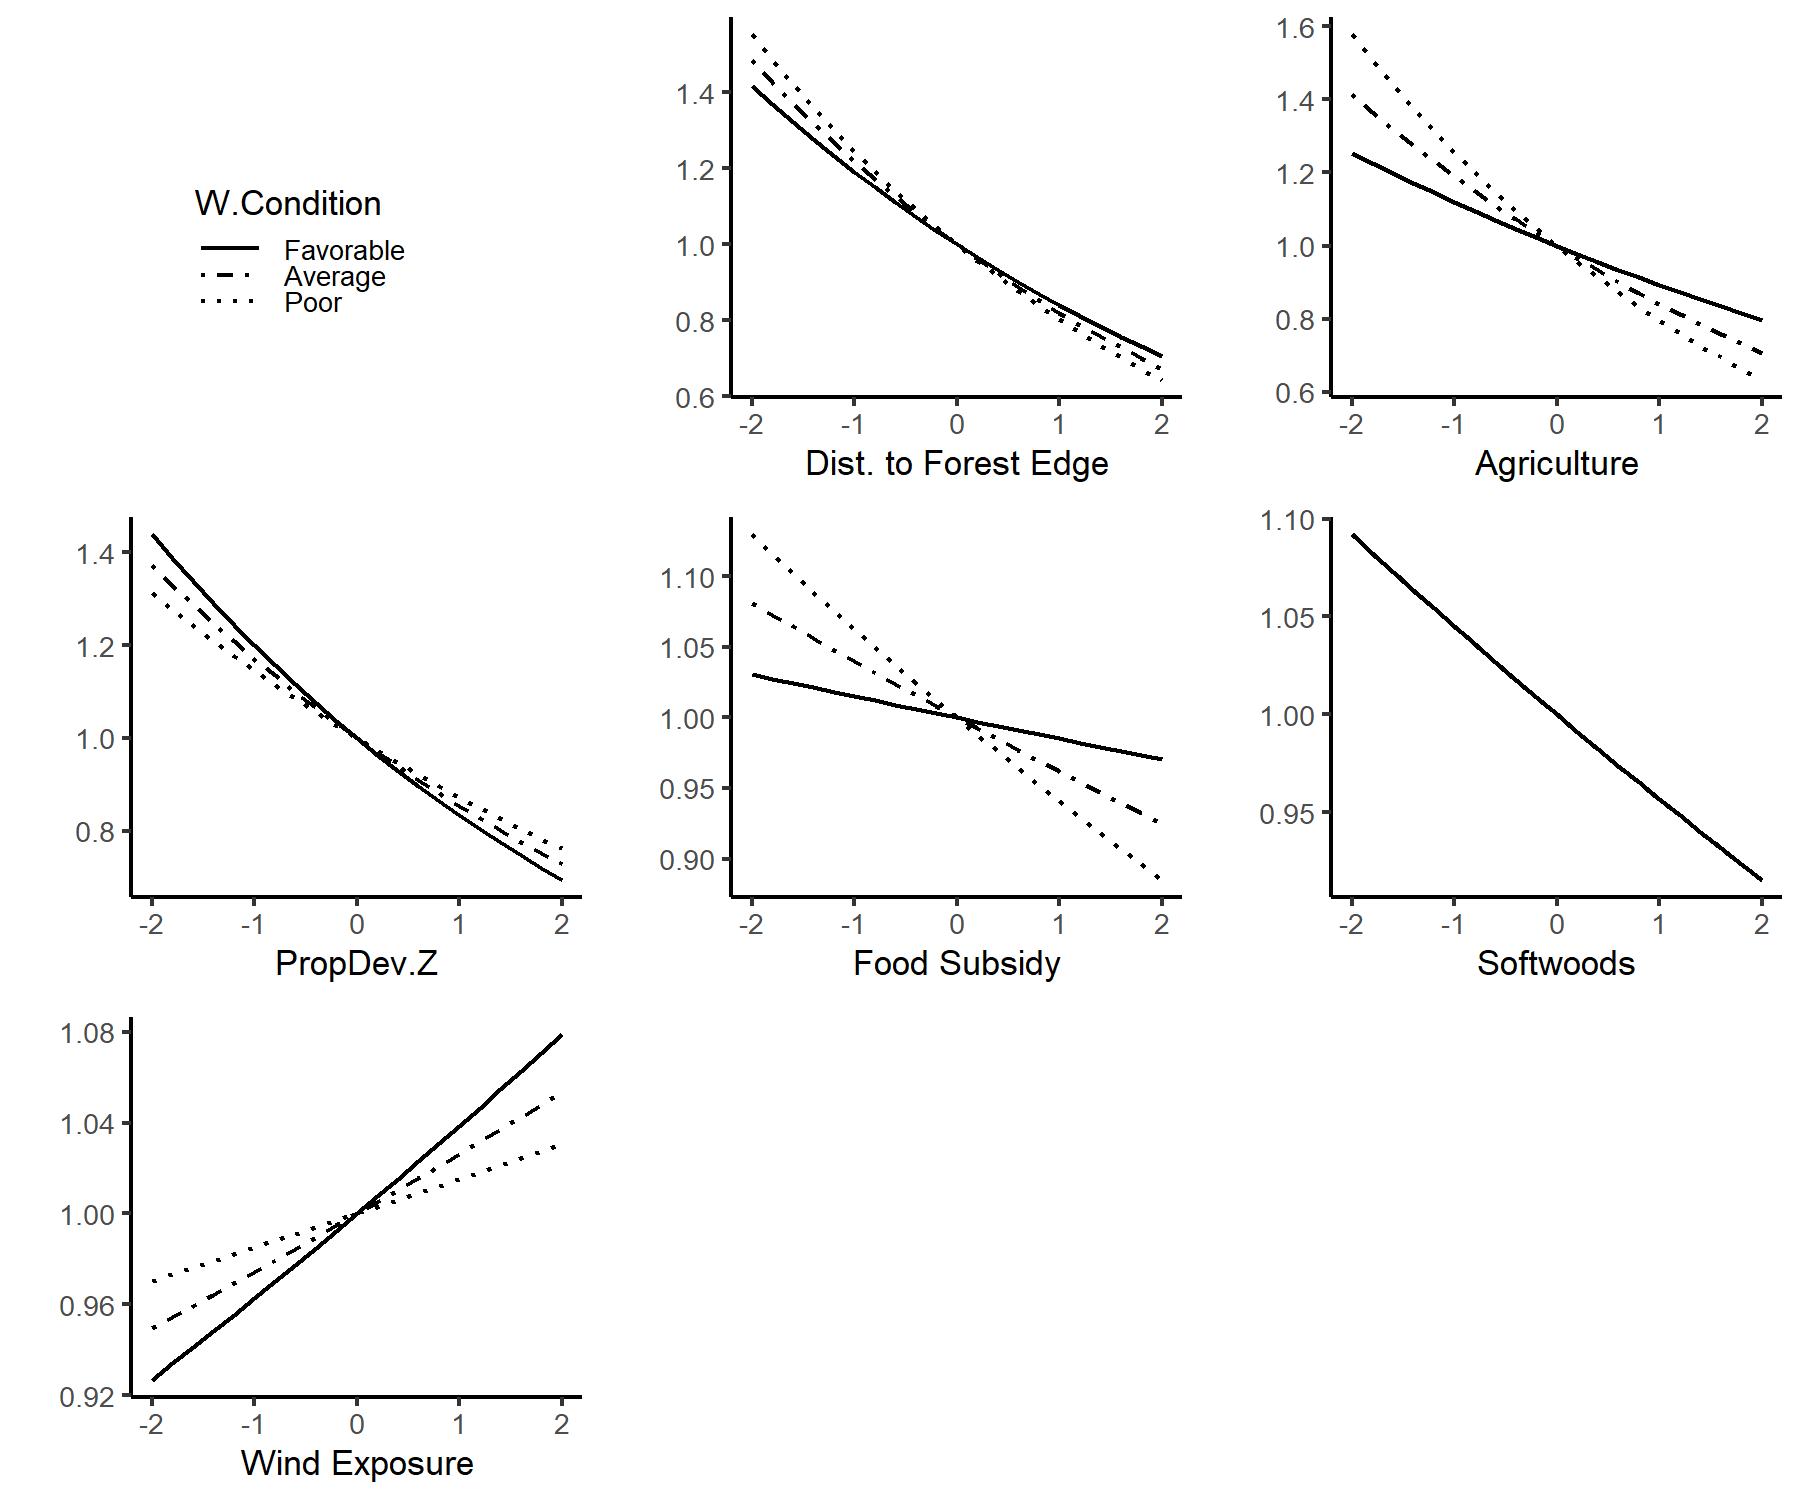 W.Condition
Favorable
Average
Poor
1.4
1.2
1.0
0.8
0.6
-2 -1 0 1 2
Dist. to Forest Edge
1.6
1.4
1.2
1.0
0.8
0.6
-2 -1 0 1 2
Agriculture
1.4
1.2
1.0
0.8
-2 -1 0 1 2
PropDev.Z
1.10
1.05
1.00
0.95
0.90
-2 -1 0 1 2
Food Subsidy
1.10
1.05
1.00
0.95
-2 -1 0 1 2
Softwoods
1.08
1.04
1.00
0.96
0.92
-2 -1 0 1 2
Wind Exposure